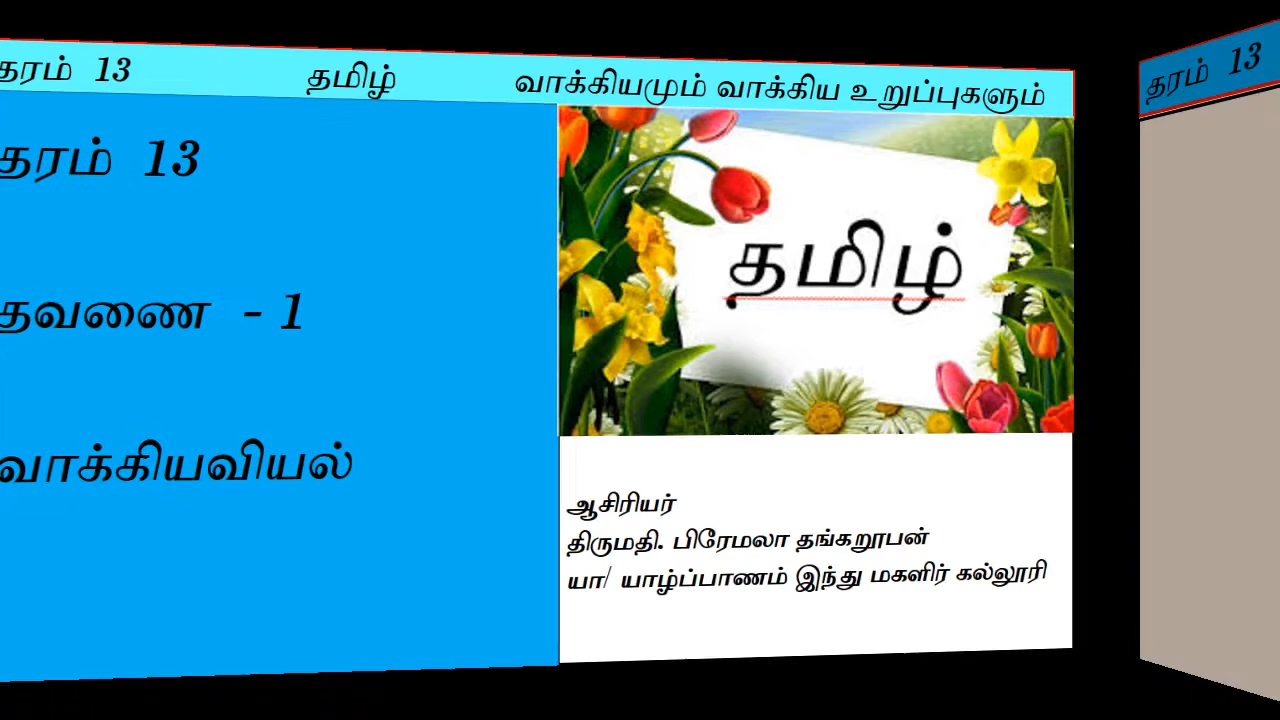 தரம் 13 தமிழ் வாக்கியமும் வாக்கிய உறுப்புகளும்
தரம் 13
தவணை - 1
வாக்கியவியல்
தமிழ்
ஆசிரியர்
திருமதி. பிரேமலா தங்கறூபன்
யா/ யாழ்ப்பாணம் இந்து மகளிர் கல்லூரி
தரம் 13